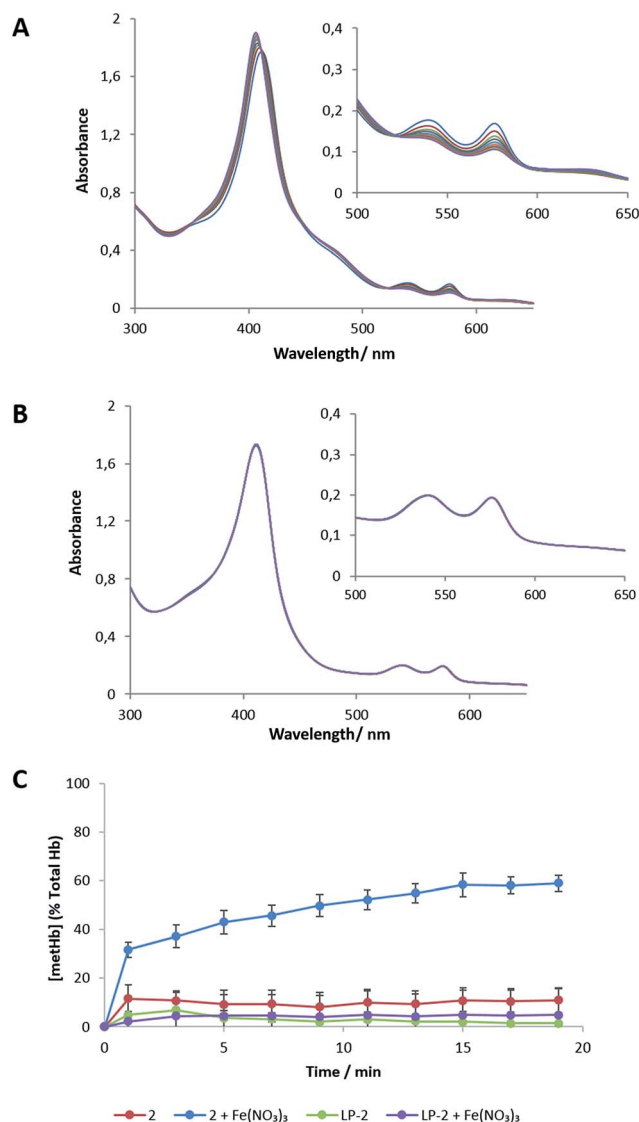 A
2
1,6
1,2
0,8
0,4
0
Absorbance
300 400 500 600
Wavelength/ nm
0,4
0,3
0,2
0,1
0
500 550 600 650
B
2
1,6
1,2
0,8
0,4
0
Absorbance
300 400 500 600
Wavelength/ nm
0,4
0,3
0,2
0,1
0
500 550 600 650
C
100
80
60
40
20
0
[metHb] (% Total Hb)
0 5 10 15 20
Time / min
2 2 + Fe(NO₃)₃ LP-2 LP-2 + Fe(NO₃)₃